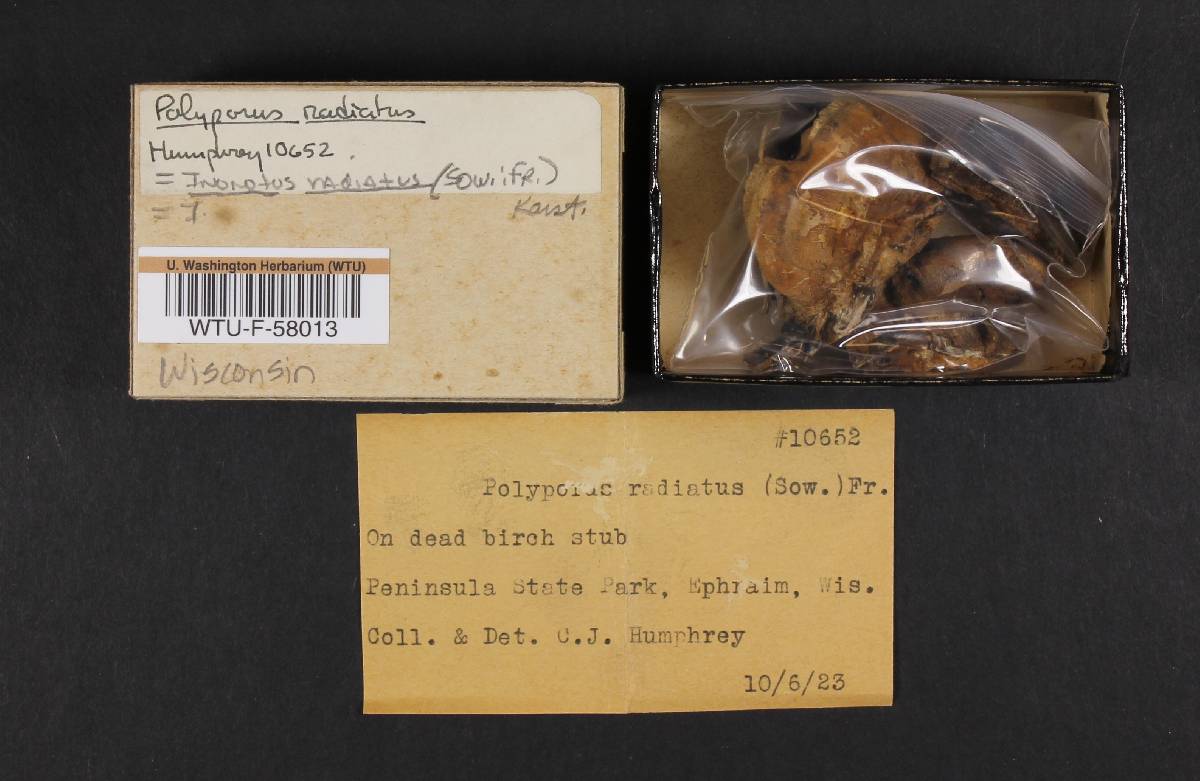 Polyporus radiatus
Humphrey 10652.
= Inonotus radiatus (Sow.:Fr.)
= I. Karst.
U. Washington Herbarium (WTU)
WTU-F-58013
Wisconsin
#10652
Polyporus radiatus (Sow.)Fr.
On dead birch stub
Peninsula State Park, Ephraim, Wis.
Coll. & Det. C.J. Humphrey
10/6/23